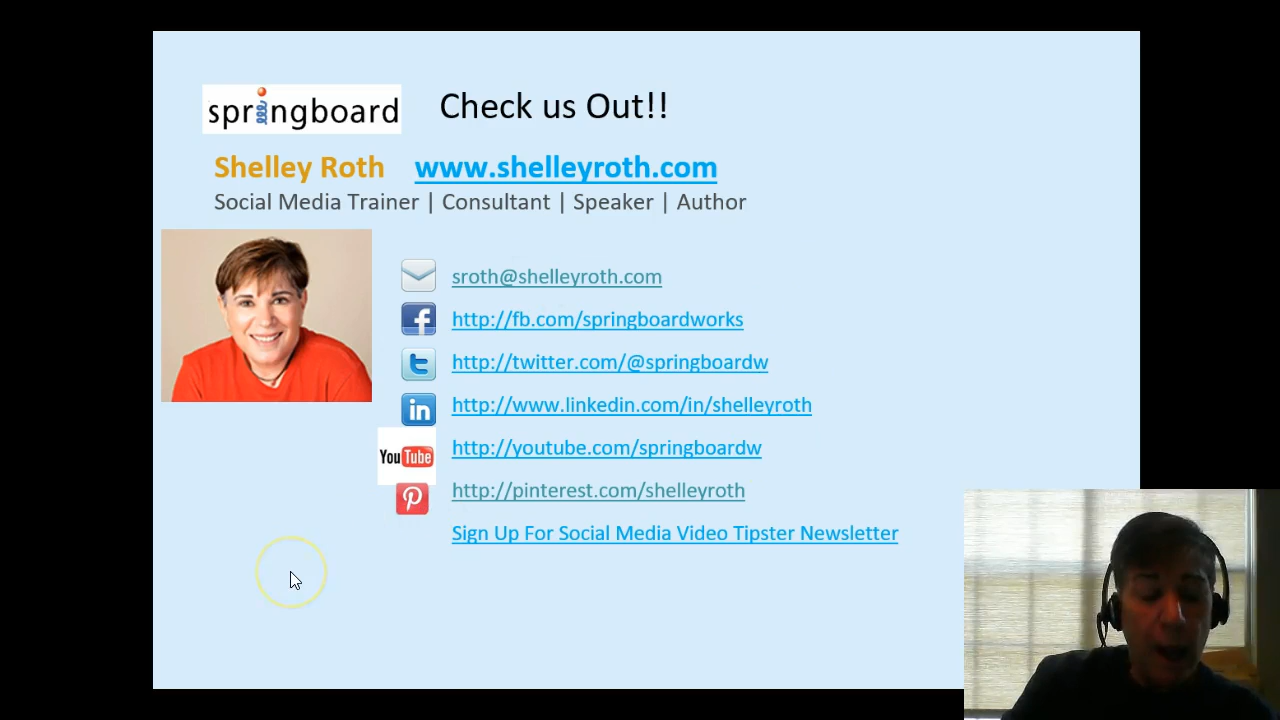 springboard
Check us Out!!
Shelley Roth www.shelleyroth.com
Social Media Trainer | Consultant | Speaker | Author
sroth@shelleyroth.com
http://fb.com/springboardworks
http://twitter.com/@springboardw
http://www.linkedin.com/in/shelleyroth
http://youtube.com/springboardw
http://pinterest.com/shelleyroth
Sign Up For Social Media Video Tipster Newsletter
f
t
in
YouTube
P